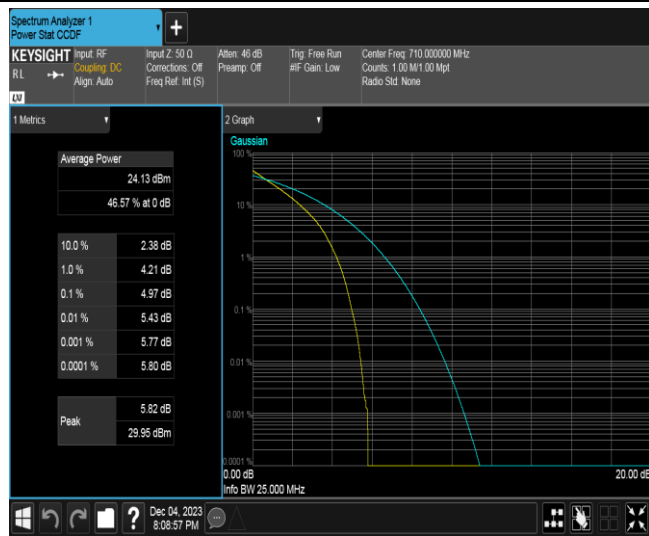 Spectrum Analyzer 1
Power Stat CCDF
+
KEYSIGHT
RL
LXI
Input: RF
Coupling: DC
Align: Auto
Input Z: 50 Ω
Corrections: Off
Freq Ref: Int (S)
Atten: 46 dB
Preamp: Off
Trig: Free Run
#IF Gain: Low
Center Freq: 710.000000 MHz
Counts: 1.00 M/1.00 Mpt
Radio Std: None
1 Metrics
Average Power
24.13 dBm
46.57 % at 0 dB
10.0 % 2.38 dB
1.0 % 4.21 dB
0.1 % 4.97 dB
0.01 % 5.43 dB
0.001 % 5.77 dB
0.0001 % 5.80 dB
Peak
5.82 dB
29.95 dBm
2 Graph
Gaussian
100 %
10 %
1 %
0.1 %
0.01 %
0.001 %
0.0001 %
0.00 dB
20.00 dB
Info BW 25.000 MHz
?
Dec 04, 2023
8:08:57 PM